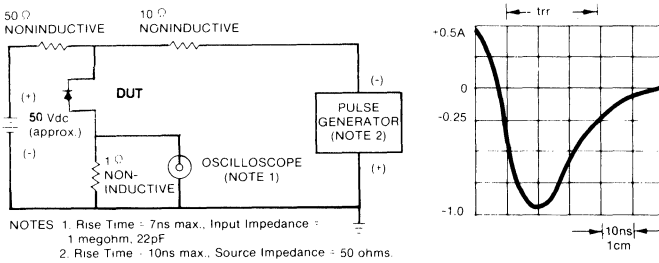 50 Ω
NONINDUCTIVE
10 Ω
NONINDUCTIVE
trr
+0.5A
0
-0.25
-1.0
10ns
1cm
(+)
50 Vdc
(approx.)
(-)
DUT
1 Ω
NON-
INDUCTIVE
OSCILLOSCOPE
(NOTE 1)
(-)
PULSE
GENERATOR
(NOTE 2)
(+)
NOTES 1. Rise Time = 7ns max., Input Impedance =
1 megohm, 22pF
2. Rise Time - 10ns max., Source Impedance = 50 ohms.